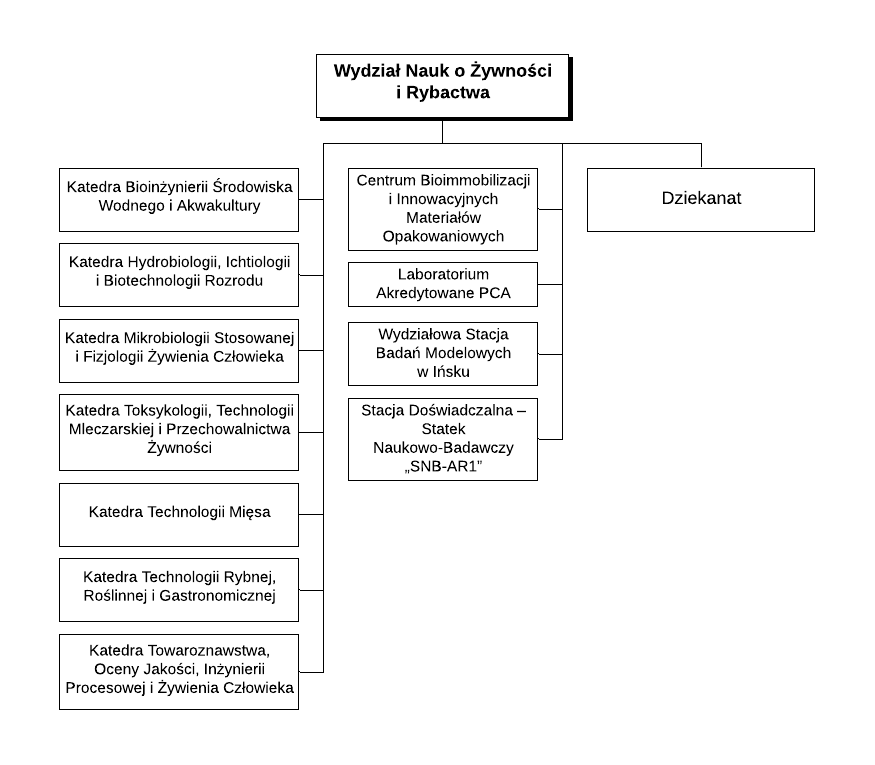 Wydział Nauk o Żywności
i Rybactwa
Katedra Bioinżynierii Środowiska
Wodnego i Akwakultury
Katedra Hydrobiologii, Ichtiologii
i Biotechnologii Rozrodu
Katedra Mikrobiologii Stosowanej
i Fizjologii Żywienia Człowieka
Katedra Toksykologii, Technologii
Mleczarskiej i Przechowalnictwa
Żywności
Katedra Technologii Mięsa
Katedra Technologii Rybnej,
Roślinnej i Gastronomicznej
Katedra Towaroznawstwa,
Oceny Jakości, Inżynierii
Procesowej i Żywienia Człowieka
Centrum Bioimmobilizacji
i Innowacyjnych
Materiałów
Opakowaniowych
Laboratorium
Akredytowane PCA
Wydziałowa Stacja
Badań Modelowych
w Ińsku
Stacja Doświadczalna –
Statek
Naukowo-Badawczy
„SNB-AR1”
Dziekanat